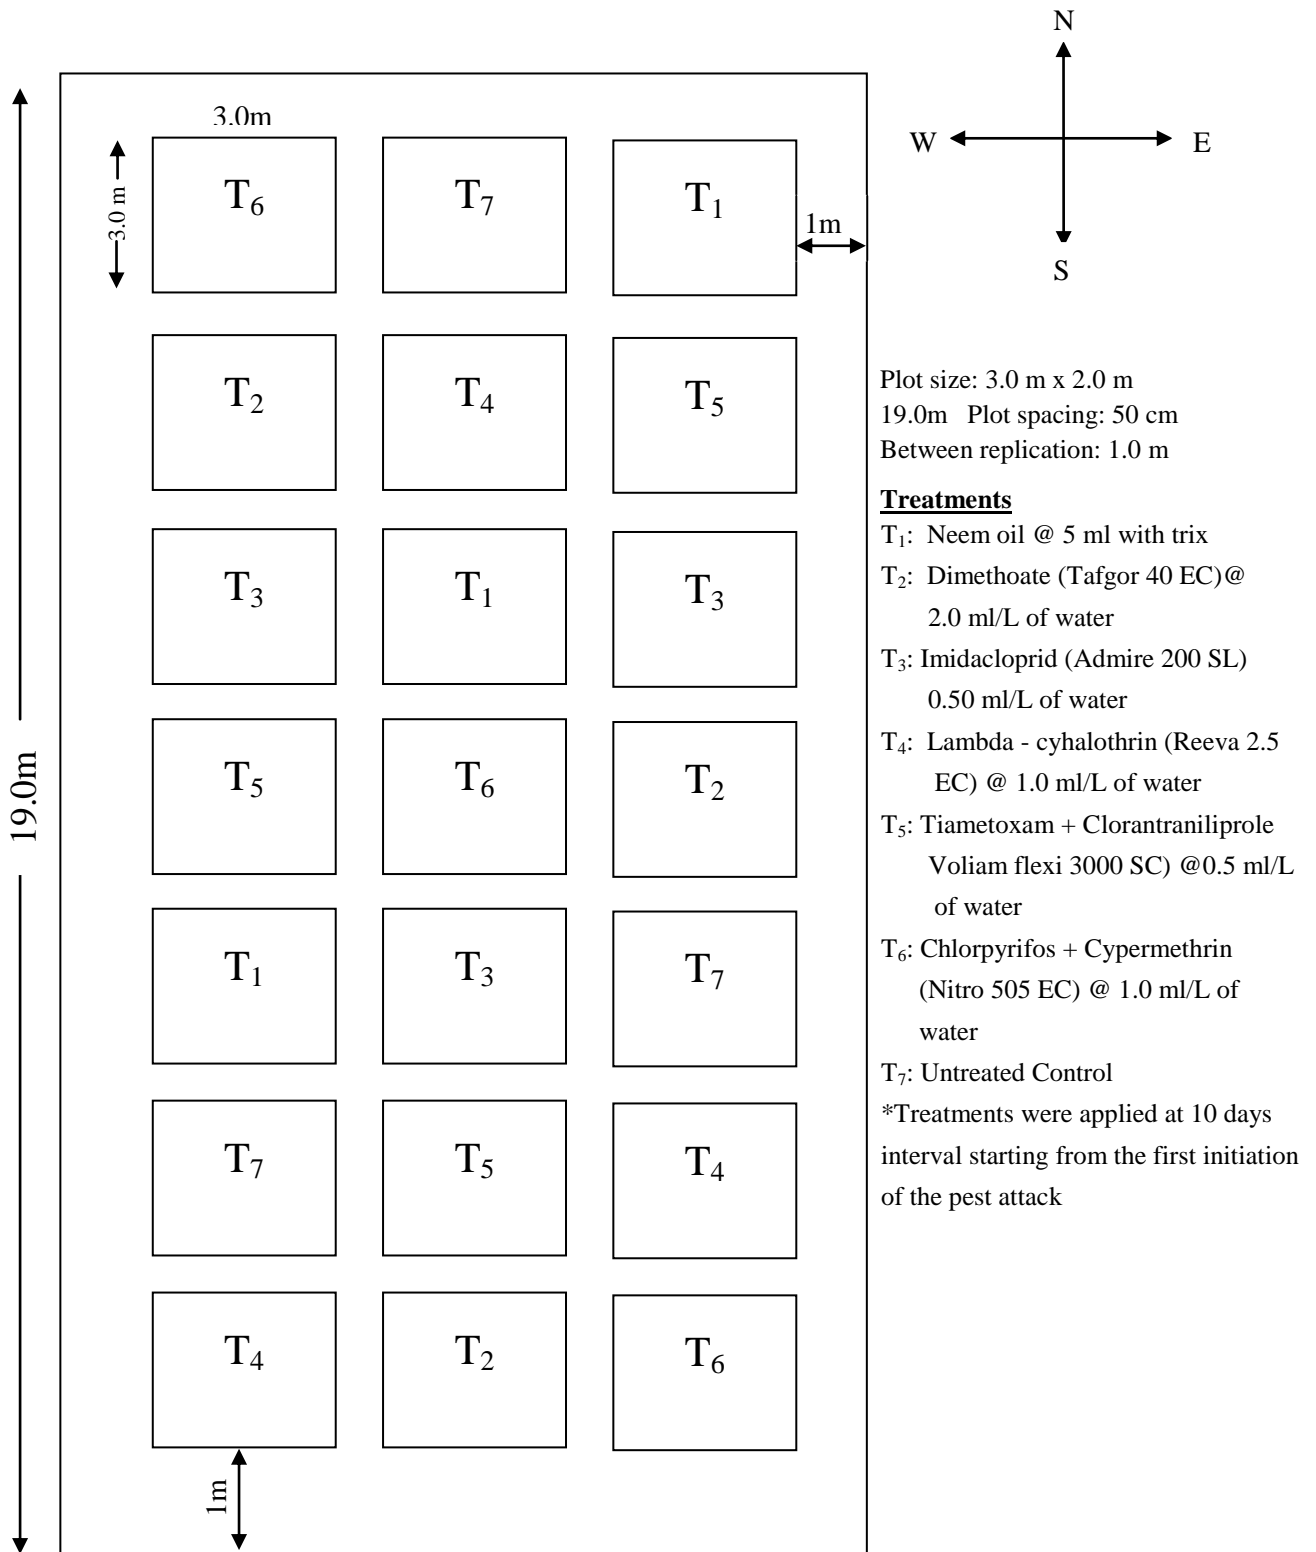 N
3.0m
W E
3.0 m
T6 T7 T1
1m
S
T2 T4 T5
Plot size: 3.0 m x 2.0 m
19.0m Plot spacing: 50 cm
Between replication: 1.0 m
Treatments
T1: Neem oil @ 5 ml with trix
T2: Dimethoate (Tafgor 40 EC)@
2.0 ml/L of water
T3: Imidacloprid (Admire 200 SL)
0.50 ml/L of water
T4: Lambda - cyhalothrin (Reeva 2.5
EC) @ 1.0 ml/L of water
T5: Tiametoxam + Clorantraniliprole
Voliam flexi 3000 SC) @0.5 ml/L
of water
T6: Chlorpyrifos + Cypermethrin
(Nitro 505 EC) @ 1.0 ml/L of
water
T7: Untreated Control
*Treatments were applied at 10 days
interval starting from the first initiation
of the pest attack
T3 T1 T3
T5 T6 T2
19.0m
T1 T3 T7
T7 T5 T4
T4 T2 T6
1m